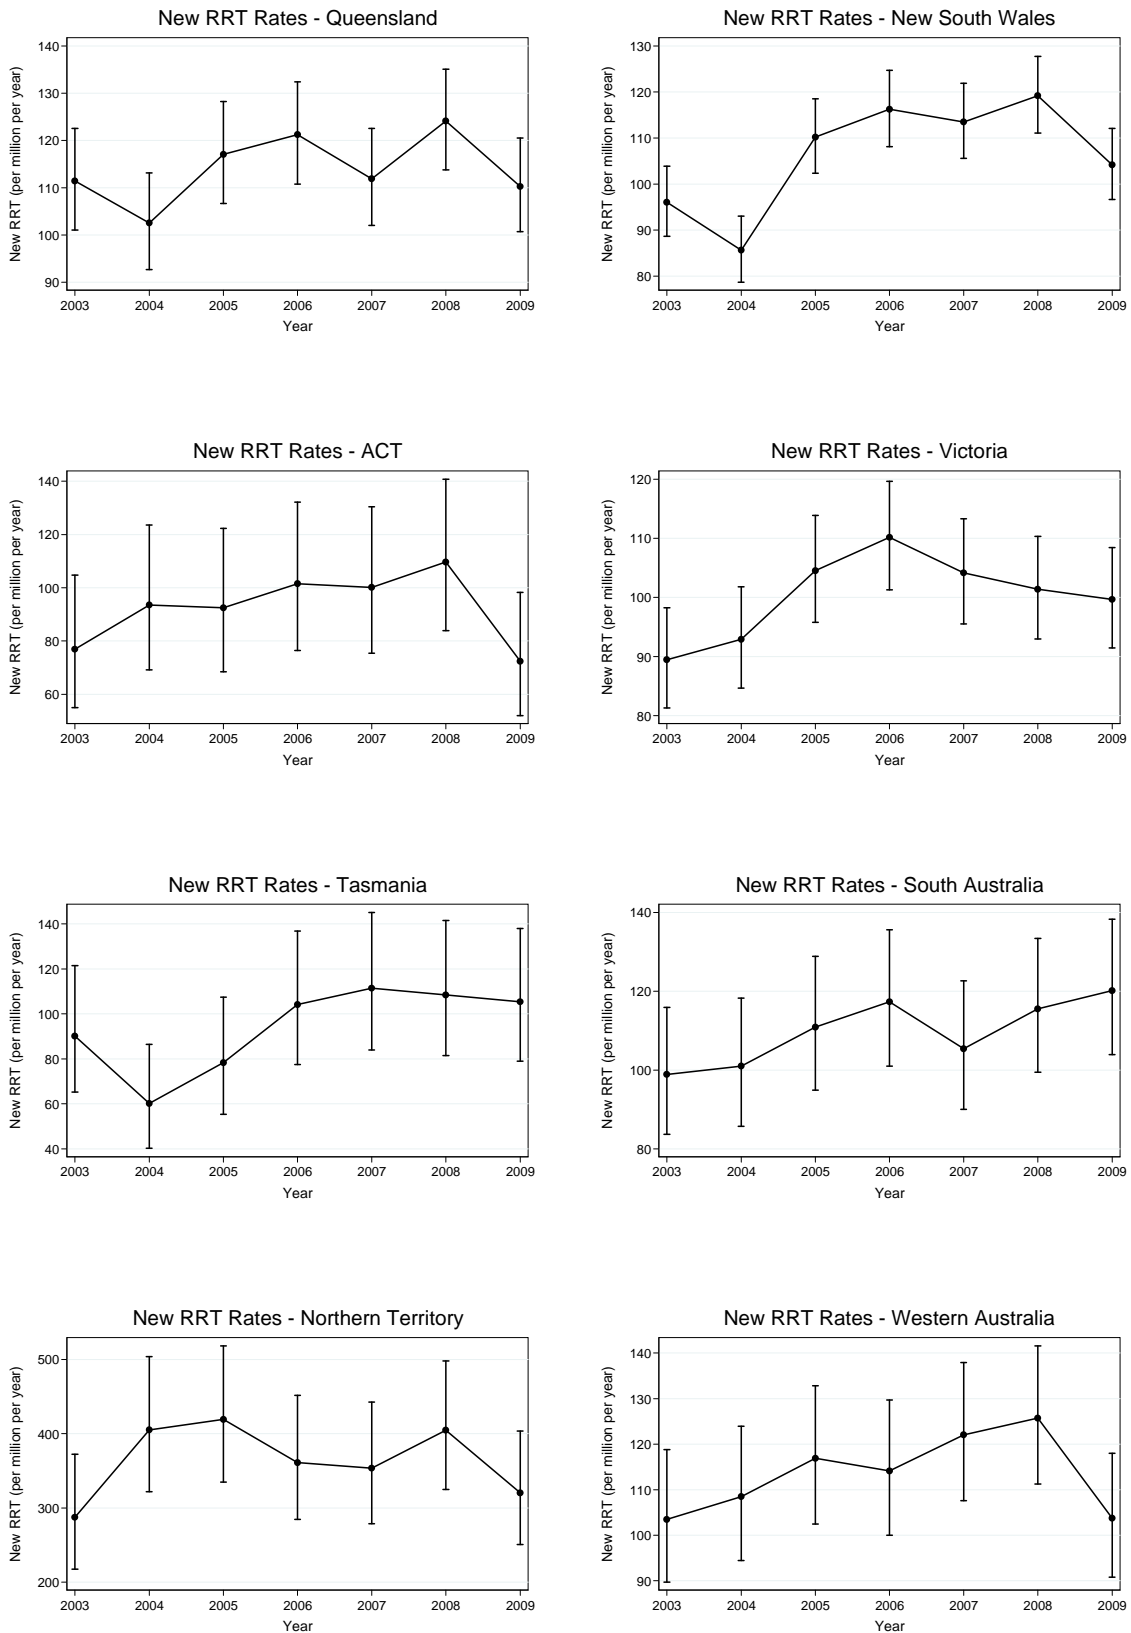 New RRT Rates - Queensland
New RRT (per million per year)
140
130
120
110
100
90
2003 2004 2005 2006 2007 2008 2009
Year
New RRT Rates - New South Wales
New RRT (per million per year)
130
120
110
100
90
80
2003 2004 2005 2006 2007 2008 2009
Year
New RRT Rates - ACT
New RRT (per million per year)
140
120
100
80
60
2003 2004 2005 2006 2007 2008 2009
Year
New RRT Rates - Victoria
New RRT (per million per year)
120
110
100
90
80
2003 2004 2005 2006 2007 2008 2009
Year
New RRT Rates - Tasmania
New RRT (per million per year)
140
120
100
80
60
40
2003 2004 2005 2006 2007 2008 2009
Year
New RRT Rates - South Australia
New RRT (per million per year)
140
120
100
80
2003 2004 2005 2006 2007 2008 2009
Year
New RRT Rates - Northern Territory
New RRT (per million per year)
500
400
300
200
2003 2004 2005 2006 2007 2008 2009
Year
New RRT Rates - Western Australia
New RRT (per million per year)
140
130
120
110
100
90
2003 2004 2005 2006 2007 2008 2009
Year